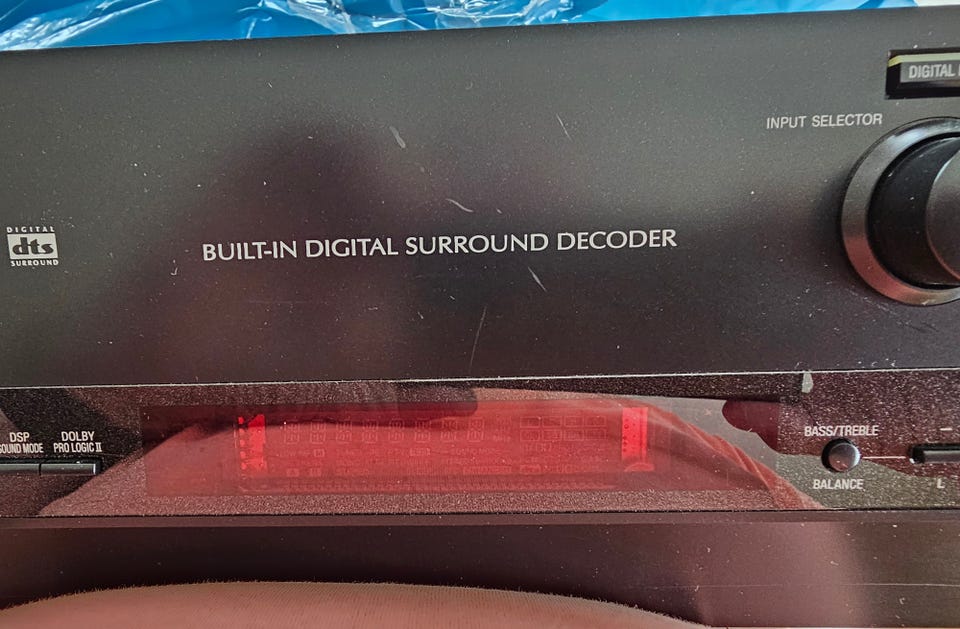 DIGITAL
INPUT SELECTOR
DIGITAL
dts
SURROUND
BUILT-IN DIGITAL SURROUND DECODER
DSP
SOUND MODE
DOLBY
PRO LOGIC II
BASS/TREBLE
BALANCE
L